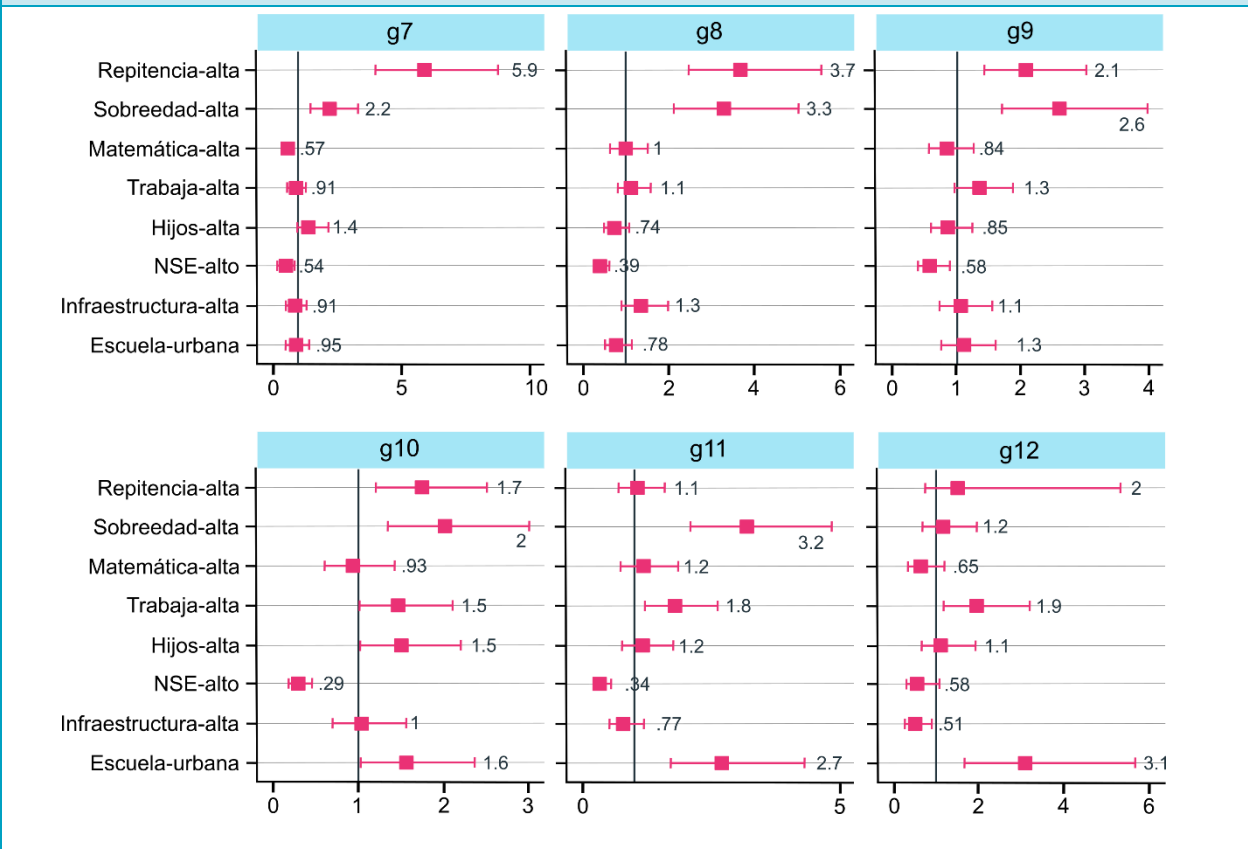 g7 g8 g9
Repitencia-alta 5.9 3.7 2.1
Sobreedad-alta 2.2 3.3 2.6
Matemática-alta .57 1 .84
Trabaja-alta .91 1.1 1.3
Hijos-alta 1.4 .74 .85
NSE-alto .54 .39 .58
Infraestructura-alta .91 1.3 1.1
Escuela-urbana .95 .78 1.3
0 5 10 0 2 4 6 0 1 2 3 4
g10 g11 g12
Repitencia-alta 1.7 1.1 2
Sobreedad-alta 2 3.2 1.2
Matemática-alta .93 1.2 .65
Trabaja-alta 1.5 1.8 1.9
Hijos-alta 1.5 1.2 1.1
NSE-alto .29 .34 .58
Infraestructura-alta 1 .77 .51
Escuela-urbana 1.6 2.7 3.1
0 1 2 3 0 5 0 2 4 6